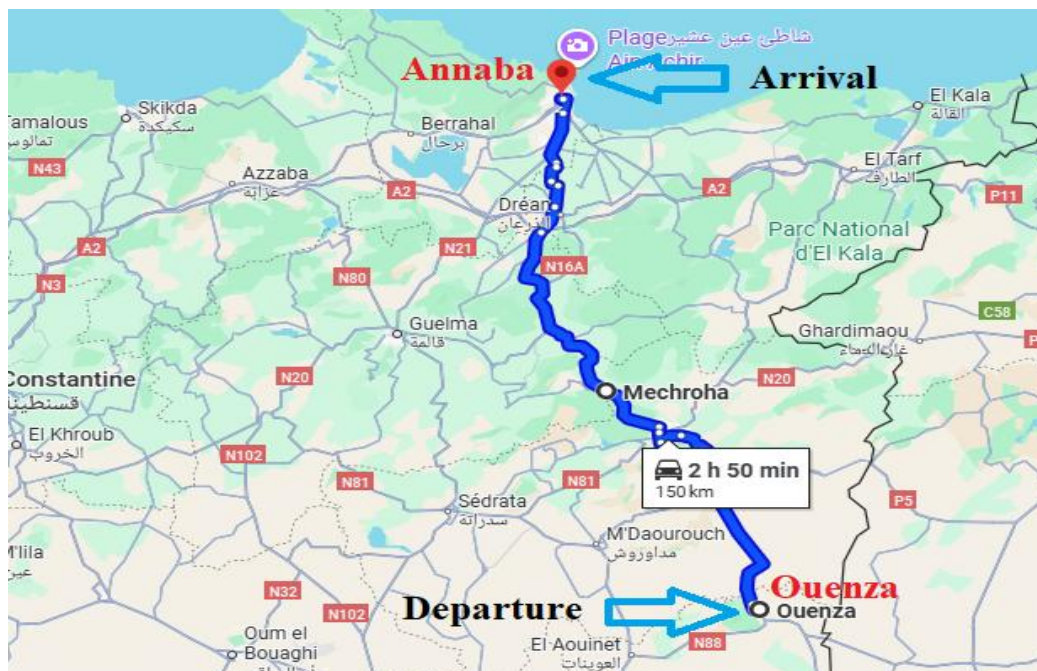 Plage شاطئ عين عشير
Annaba
Arrival
Skikda
سكيكدة
El Kala
القالة
Tamalous
تمالوس
Berrahal
برحال
N43
Azzaba
عزابة
A2
A2
El Tarf
الطارف
P11
Dréan
الذرعان
A2
N21
N16A
Parc National
d'El Kala
N3
N80
C58
Guelma
قالمة
Ghardimaou
غار الدماء
Constantine
قسنطينة
N20
Mechroha
N20
El Khroub
الخروب
N102
2 h 50 min
150 km
N81
N81
Sédrata
سدراتة
P5
M'Daourouch
مداوروش
M'lila
N32
N102
Departure
Ouenza
Ouenza
Oum el
Bouaghi
El Aouinet
العوينات
N88